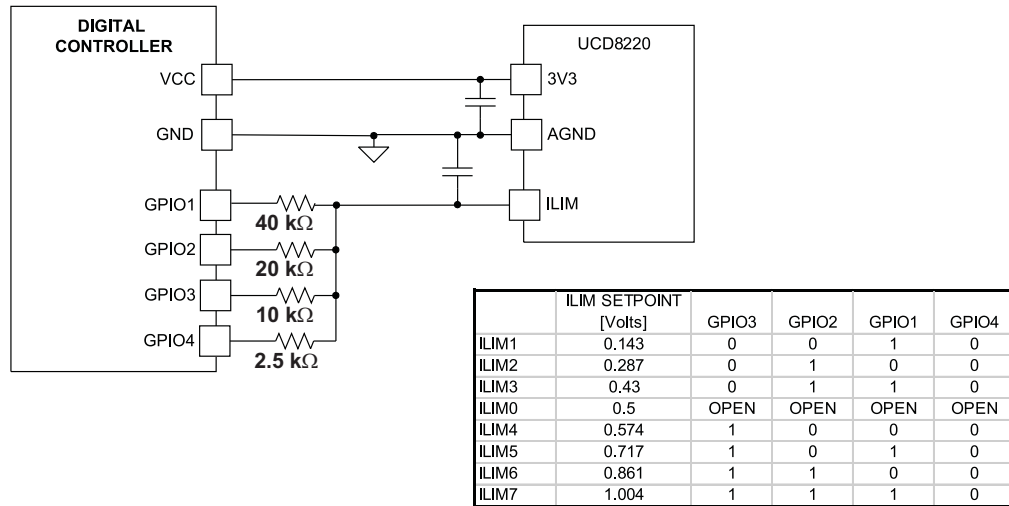 DIGITAL
CONTROLLER
UCD8220
VCC
3V3
GND
AGND
GPIO1
40 kΩ
ILIM
GPIO2
20 kΩ
GPIO3
10 kΩ
GPIO4
2.5 kΩ
ILIM SETPOINT
[Volts] GPIO3 GPIO2 GPIO1 GPIO4
ILIM1 0.143 0 0 1 0
ILIM2 0.287 0 1 0 0
ILIM3 0.43 0 1 1 0
ILIM0 0.5 OPEN OPEN OPEN OPEN
ILIM4 0.574 1 0 0 0
ILIM5 0.717 1 0 1 0
ILIM6 0.861 1 1 0 0
ILIM7 1.004 1 1 1 0